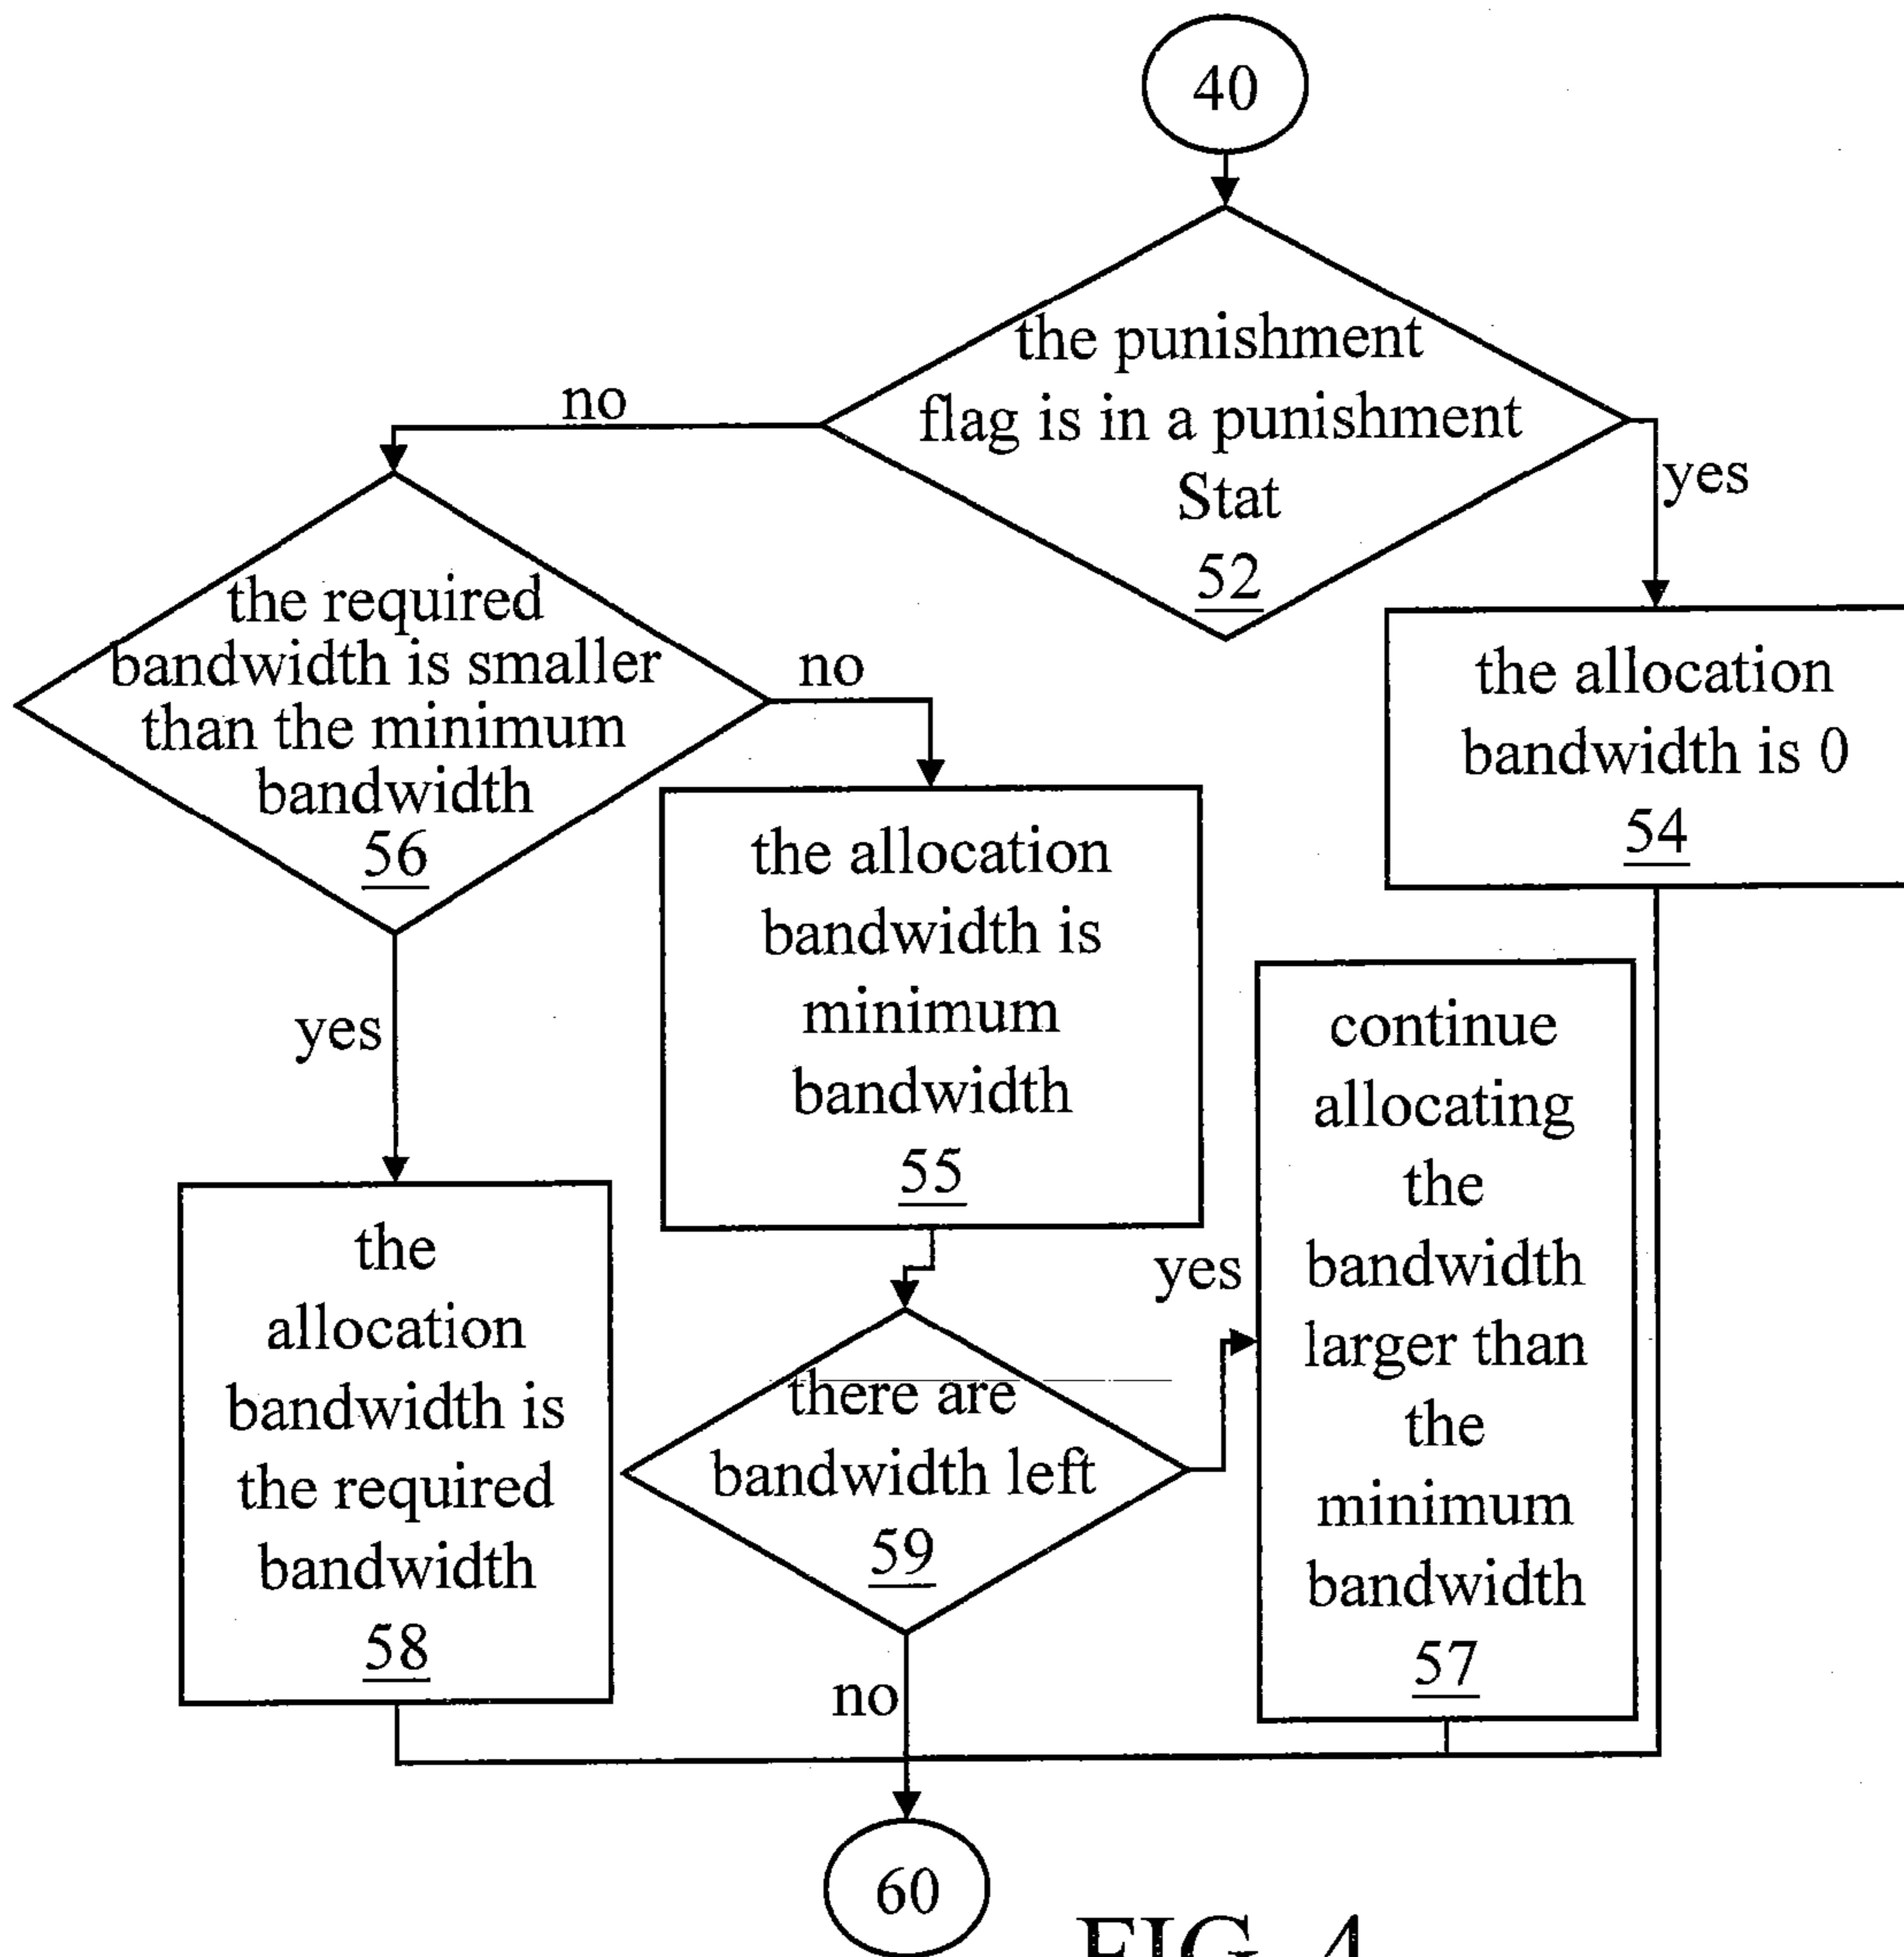 40
the punishment
flag is in a punishment
Stat
52
no
yes
the required
bandwidth is smaller
than the minimum
bandwidth
56
no
the allocation
bandwidth is 0
54
the allocation
bandwidth is
minimum
bandwidth
55
yes
continue
allocating
the
bandwidth
larger than
the
minimum
bandwidth
57
the
allocation
bandwidth is
the required
bandwidth
58
yes
there are
bandwidth left
59
no
60
FIG. 4